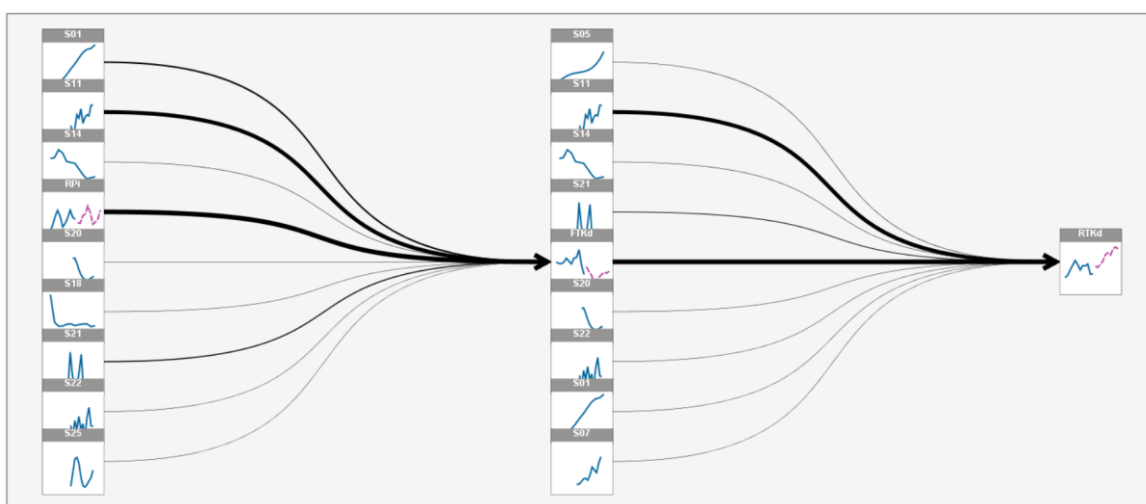 S01
S11
S14
RPi
S20
S18
S21
S22
S25
S05
S11
S14
S21
FTKd
S20
S22
S01
S07
RTKd